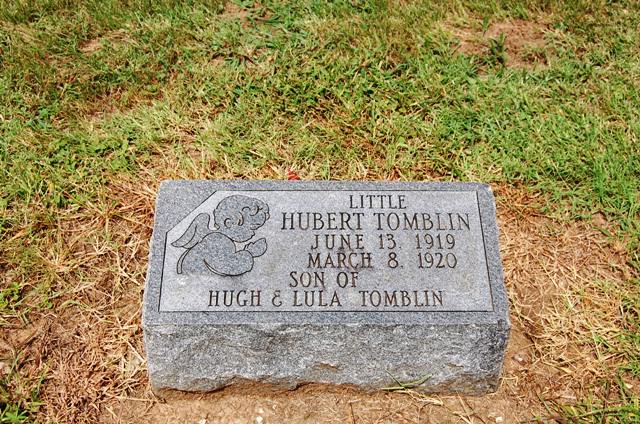 LITTLE
HUBERT TOMBLIN
JUNE 13 1919
MARCH 8. 1920
SON OF
HUGH & LULA TOMBLIN